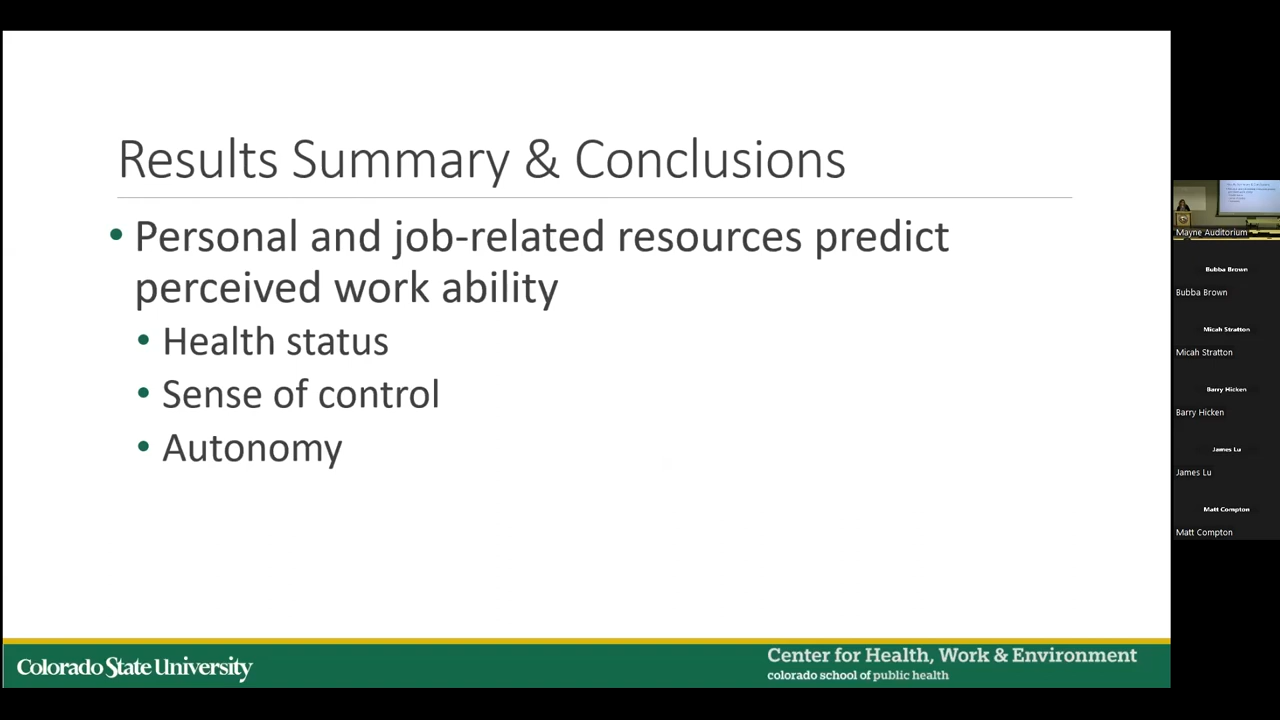 Results Summary & Conclusions
• Personal and job-related resources predict
perceived work ability
• Health status
• Sense of control
• Autonomy
Colorado State University
Center for Health, Work & Environment
colorado school of public health
Mayne Auditorium
Bubba Brown
Bubba Brown
Micah Stratton
Micah Stratton
Barry Hicken
Barry Hicken
James Lu
James Lu
Matt Compton
Matt Compton